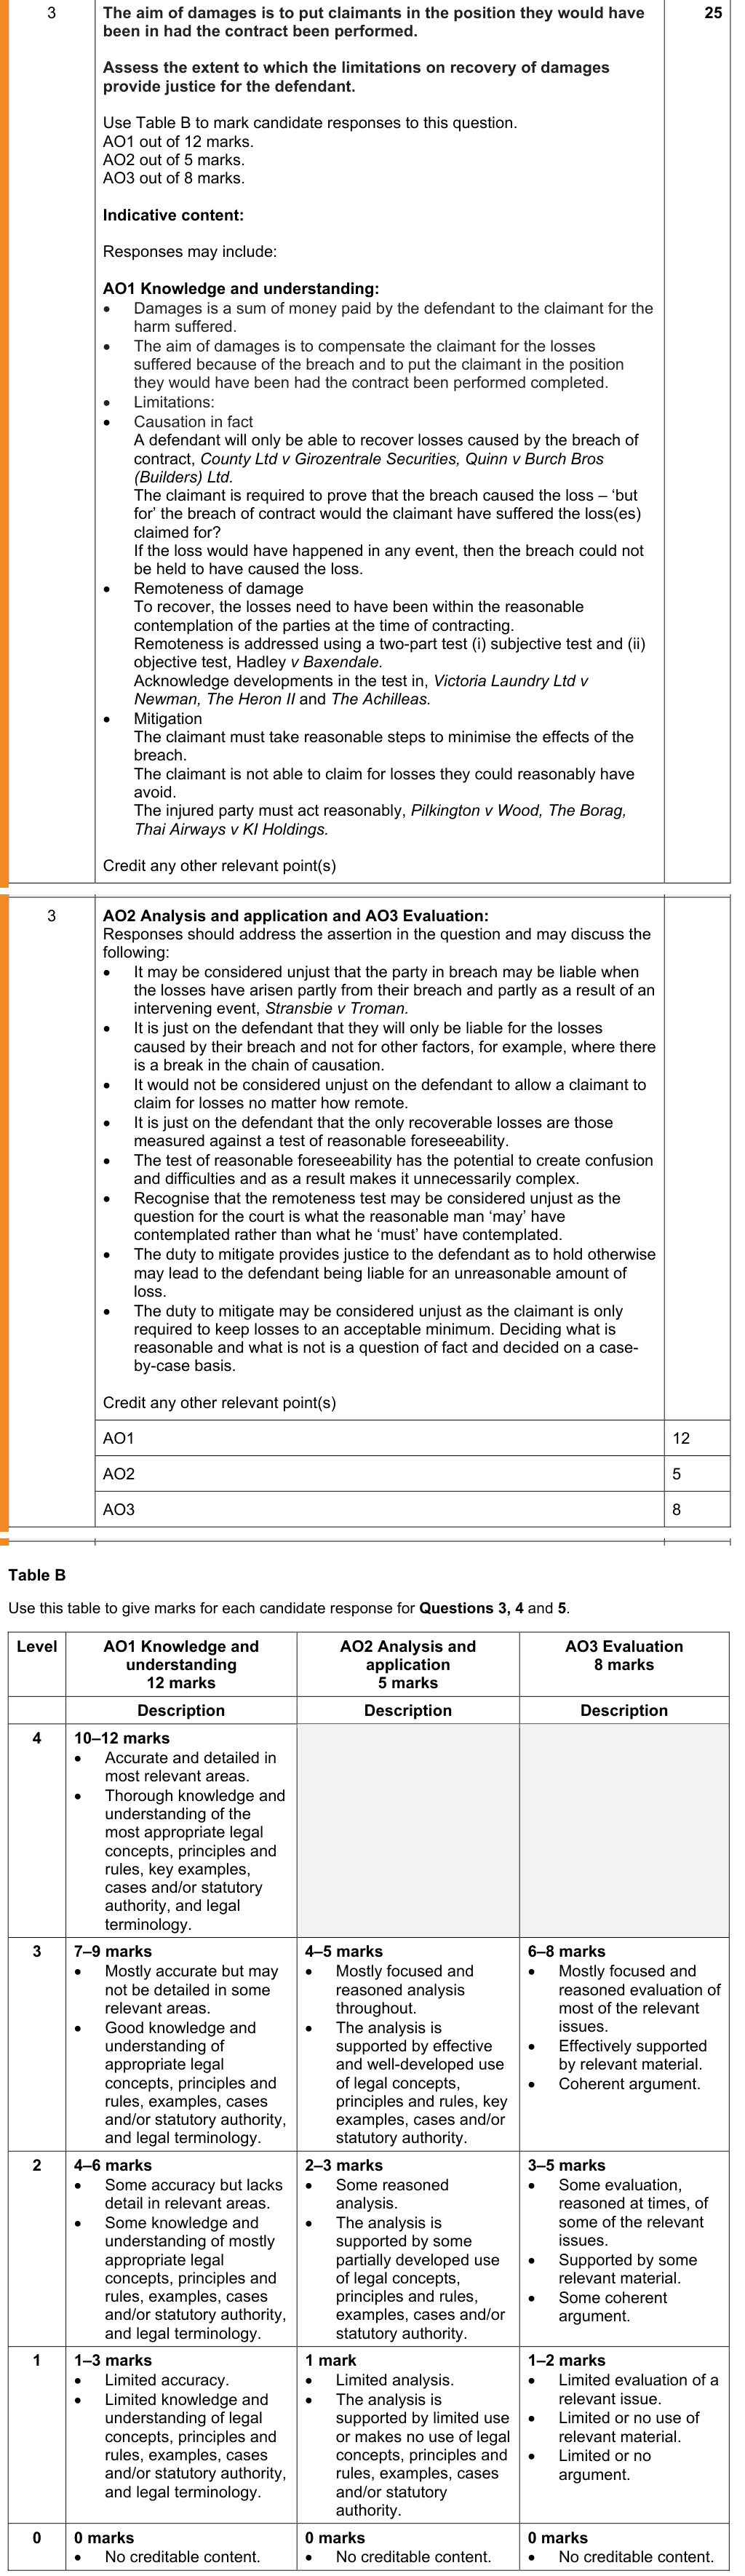 3
The aim of damages is to put claimants in the position they would have
been in had the contract been performed.
25
Assess the extent to which the limitations on recovery of damages
provide justice for the defendant.
Use Table B to mark candidate responses to this question.
AO1 out of 12 marks.
AO2 out of 5 marks.
AO3 out of 8 marks.
Indicative content:
Responses may include:
AO1 Knowledge and understanding:
• Damages is a sum of money paid by the defendant to the claimant for the
harm suffered.
• The aim of damages is to compensate the claimant for the losses
suffered because of the breach and to put the claimant in the position
they would have been had the contract been performed completed.
• Limitations:
• Causation in fact
A defendant will only be able to recover losses caused by the breach of
contract, County Ltd v Girozentrale Securities, Quinn v Burch Bros
(Builders) Ltd.
The claimant is required to prove that the breach caused the loss – ‘but
for’ the breach of contract would the claimant have suffered the loss(es)
claimed for?
If the loss would have happened in any event, then the breach could not
be held to have caused the loss.
• Remoteness of damage
To recover, the losses need to have been within the reasonable
contemplation of the parties at the time of contracting.
Remoteness is addressed using a two-part test (i) subjective test and (ii)
objective test, Hadley v Baxendale.
Acknowledge developments in the test in, Victoria Laundry Ltd v
Newman, The Heron II and The Achilleas.
• Mitigation
The claimant must take reasonable steps to minimise the effects of the
breach.
The claimant is not able to claim for losses they could reasonably have
avoid.
The injured party must act reasonably, Pilkington v Wood, The Borag,
Thai Airways v KI Holdings.
Credit any other relevant point(s)
3
AO2 Analysis and application and AO3 Evaluation:
Responses should address the assertion in the question and may discuss the
following:
• It may be considered unjust that the party in breach may be liable when
the losses have arisen partly from their breach and partly as a result of an
intervening event, Stransbie v Troman.
• It is just on the defendant that they will only be liable for the losses
caused by their breach and not for other factors, for example, where there
is a break in the chain of causation.
• It would not be considered unjust on the defendant to allow a claimant to
claim for losses no matter how remote.
• It is just on the defendant that the only recoverable losses are those
measured against a test of reasonable foreseeability.
• The test of reasonable foreseeability has the potential to create confusion
and difficulties and as a result makes it unnecessarily complex.
• Recognise that the remoteness test may be considered unjust as the
question for the court is what the reasonable man ‘may’ have
contemplated rather than what he ‘must’ have contemplated.
• The duty to mitigate provides justice to the defendant as to hold otherwise
may lead to the defendant being liable for an unreasonable amount of
loss.
• The duty to mitigate may be considered unjust as the claimant is only
required to keep losses to an acceptable minimum. Deciding what is
reasonable and what is not is a question of fact and decided on a case-
by-case basis.
Credit any other relevant point(s)
AO1 12
AO2 5
AO3 8
Table B
Use this table to give marks for each candidate response for Questions 3, 4 and 5.
Level
AO1 Knowledge and
understanding
12 marks
AO2 Analysis and
application
5 marks
AO3 Evaluation
8 marks
Description
Description
Description
4
10–12 marks
• Accurate and detailed in
most relevant areas.
• Thorough knowledge and
understanding of the
most appropriate legal
concepts, principles and
rules, key examples,
cases and/or statutory
authority, and legal
terminology.
3
7–9 marks
• Mostly accurate but may
not be detailed in some
relevant areas.
• Good knowledge and
understanding of
appropriate legal
concepts, principles and
rules, examples, cases
and/or statutory authority,
and legal terminology.
4–5 marks
• Mostly focused and
reasoned analysis
throughout.
• The analysis is
supported by effective
and well-developed use
of legal concepts,
principles and rules, key
examples, cases and/or
statutory authority.
6–8 marks
• Mostly focused and
reasoned evaluation of
most of the relevant
issues.
• Effectively supported
by relevant material.
• Coherent argument.
2
4–6 marks
• Some accuracy but lacks
detail in relevant areas.
• Some knowledge and
understanding of mostly
appropriate legal
concepts, principles and
rules, examples, cases
and/or statutory authority,
and legal terminology.
2–3 marks
• Some reasoned
analysis.
• The analysis is
supported by some
partially developed use
of legal concepts,
principles and rules,
examples, cases and/or
statutory authority.
3–5 marks
• Some evaluation,
reasoned at times, of
some of the relevant
issues.
• Supported by some
relevant material.
• Some coherent
argument.
1
1–3 marks
• Limited accuracy.
• Limited knowledge and
understanding of legal
concepts, principles and
rules, examples, cases
and/or statutory authority,
and legal terminology.
1 mark
• Limited analysis.
• The analysis is
supported by limited use
or makes no use of legal
concepts, principles and
rules, examples, cases
and/or statutory
authority.
1–2 marks
• Limited evaluation of a
relevant issue.
• Limited or no use of
relevant material.
• Limited or no
argument.
0
0 marks
• No creditable content.
0 marks
• No creditable content.
0 marks
• No creditable content.